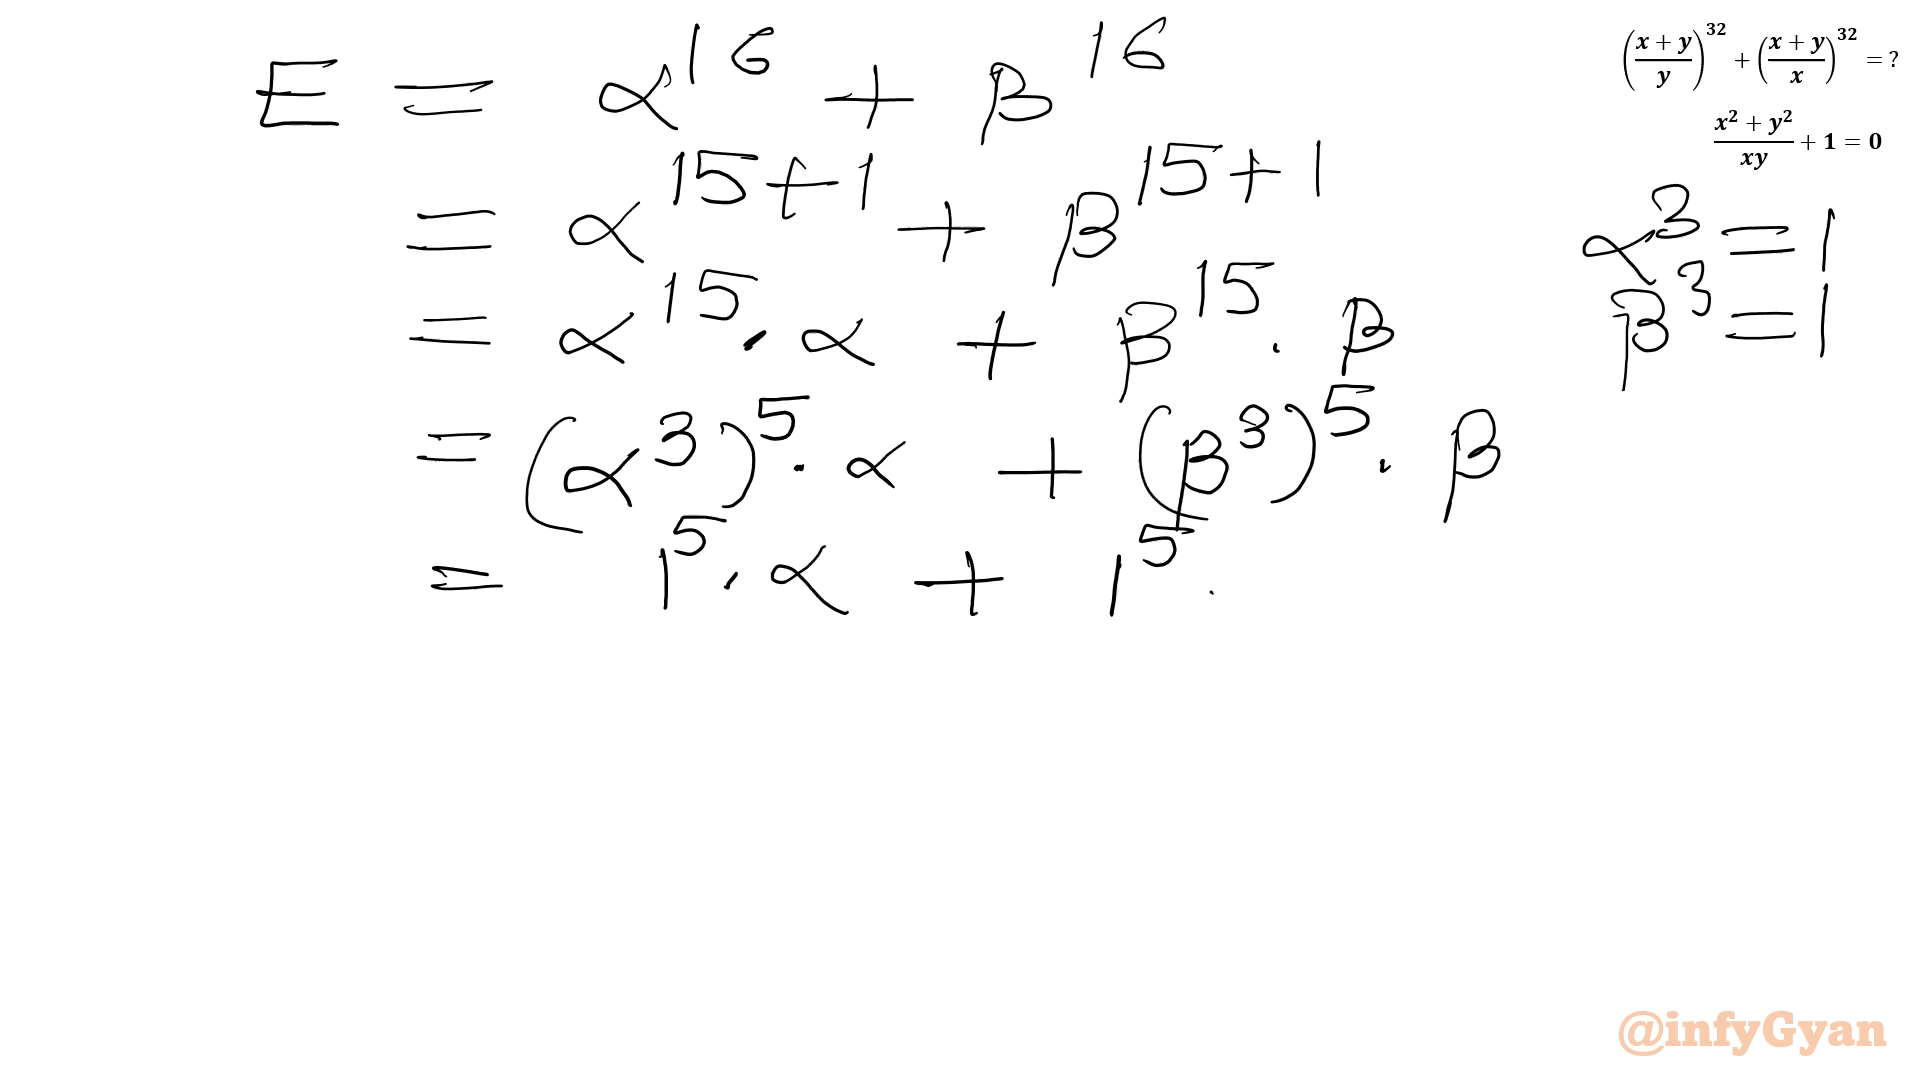 E = α^16 + β^16
= α^(15+1) + β^(15+1)
= α^15 · α + β^15 · β
= (α^3)^5 · α + (β^3)^5 · β
= 1^5 · α + 1^5 ·
((x + y)/y)^32 + ((x + y)/x)^32 = ?
(x^2 + y^2)/(xy) + 1 = 0
α^3 = 1
β^3 = 1
@infyGyan